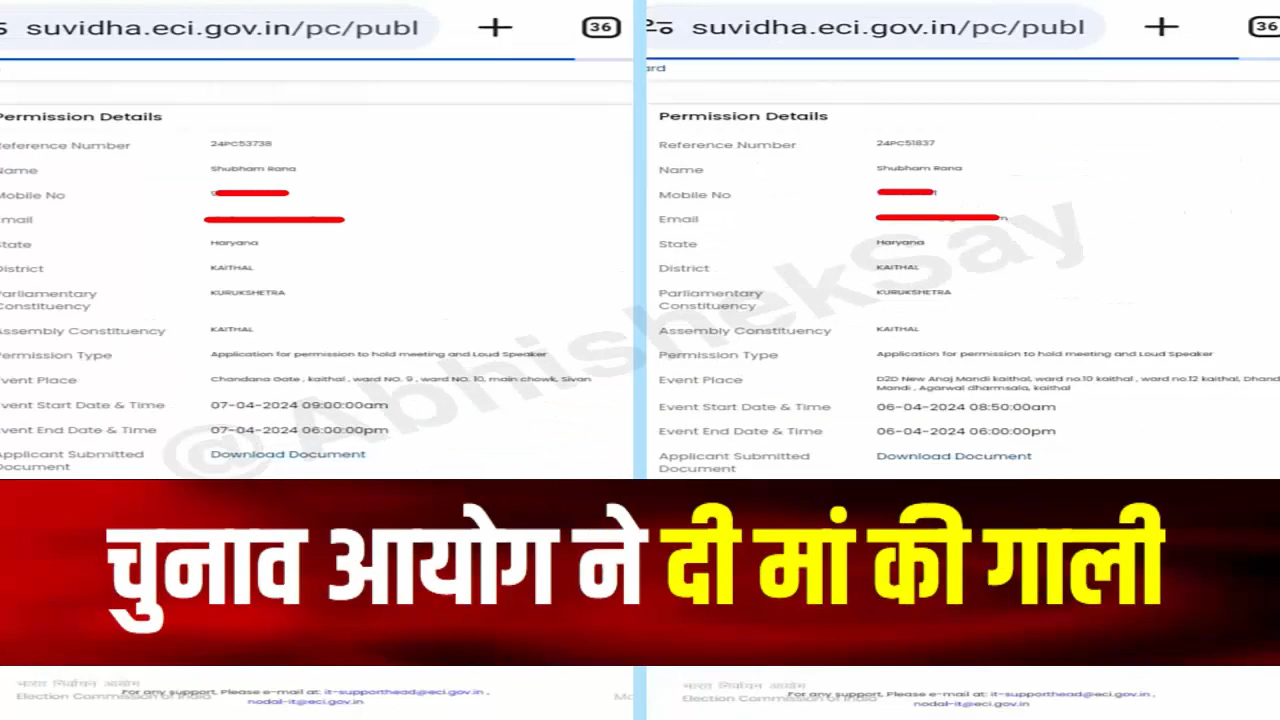 suvidha.eci.gov.in/pc/publ
36
Permission Details
Reference Number 24PC53738
Name Shubham Rana
Mobile No
Email
State Haryana
District KAITHAL
Parliamentary KURUKSHETRA
Constituency
Assembly Constituency KAITHAL
Permission Type Application for permission to hold meeting and Loud Speaker
Event Place Chandana Gate , kaithal , ward NO. 9 , ward NO. 10, main chowk, Sivan
Event Start Date & Time 07-04-2024 09:00:00am
Event End Date & Time 07-04-2024 06:00:00pm
Applicant Submitted Download Document
Document
suvidha.eci.gov.in/pc/publ
36
ard
Permission Details
Reference Number 24PC51837
Name Shubham Rana
Mobile No
Email
State Haryana
District KAITHAL
Parliamentary KURUKSHETRA
Constituency
Assembly Constituency KAITHAL
Permission Type Application for permission to hold meeting and Loud Speaker
Event Place D2D New Anaj Mandi kaithal, ward no.10 kaithal , ward no.12 kaithal, Dhand
Mandi , Agarwal dharmsala, kaithal
Event Start Date & Time 06-04-2024 08:50:00am
Event End Date & Time 06-04-2024 06:00:00pm
Applicant Submitted Download Document
Document
@AbhishekSay
चुनाव आयोग ने दी मां की गाली
भारत निर्वाचन आयोग
Election Commission of India
For any support, Please e-mail at: it-supporthead@eci.gov.in ,
nodal-it@eci.gov.in
भारत निर्वाचन आयोग
Election Commission of India
For any support, Please e-mail at: it-supporthead@eci.gov.in ,
nodal-it@eci.gov.in